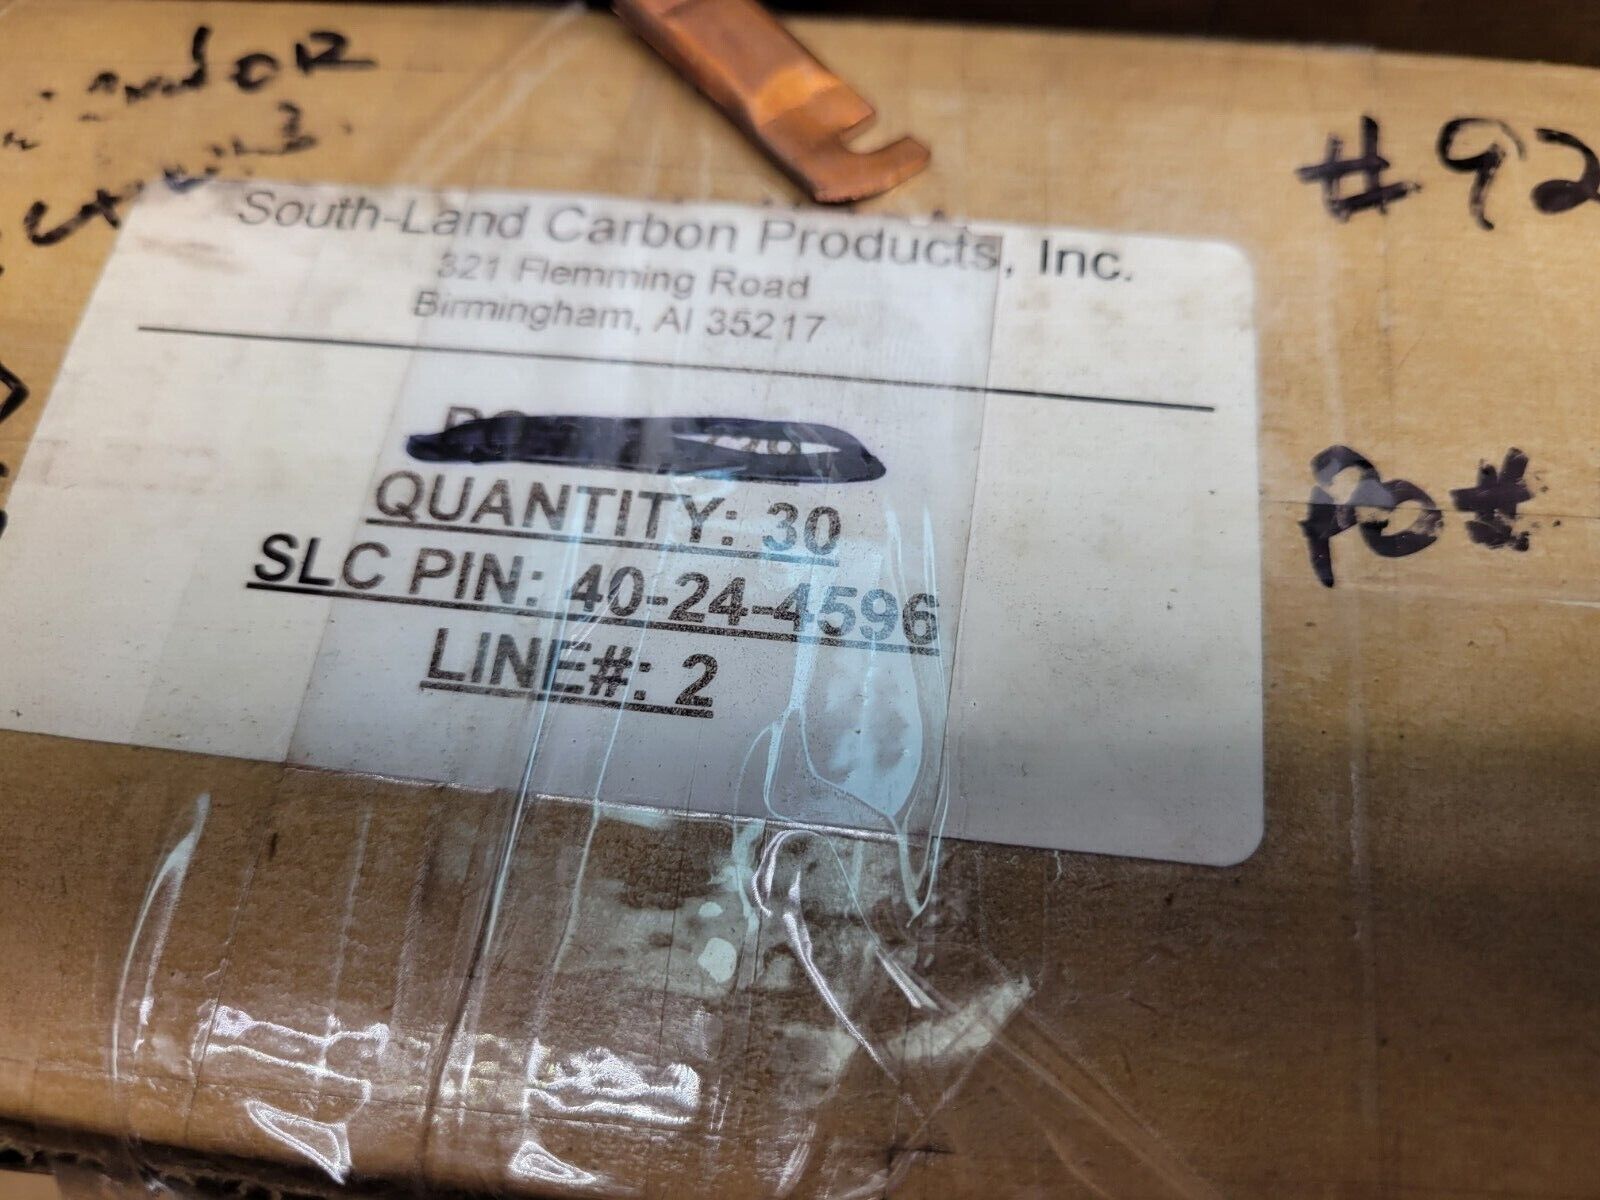 #92
South-Land Carbon Products, Inc.
321 Flemming Road
Birmingham, Al 35217
PO
QUANTITY: 30
SLC PIN: 40-24-4596
LINE#: 2
PO#